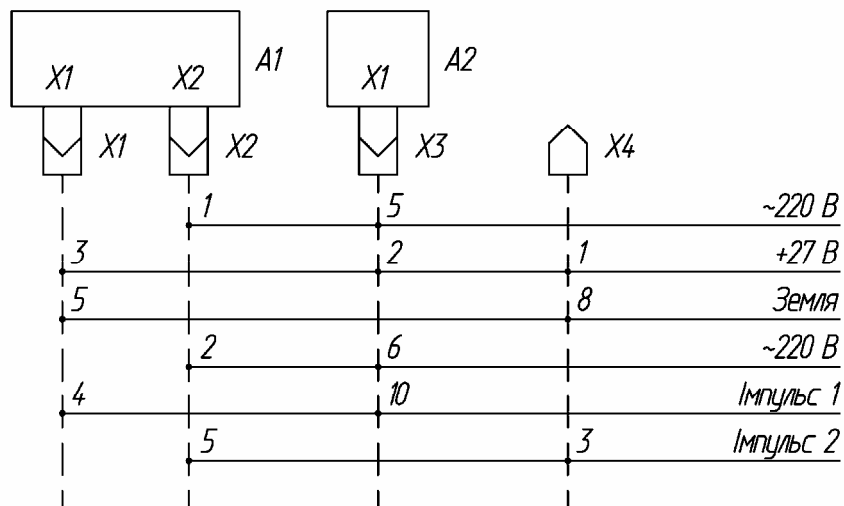 X1 X2 A1 X1 A2
X1 X2 X3 X4
1 5 ~220 В
3 2 1 +27 В
5 8 Земля
2 6 ~220 В
4 10 Імпульс 1
5 3 Імпульс 2